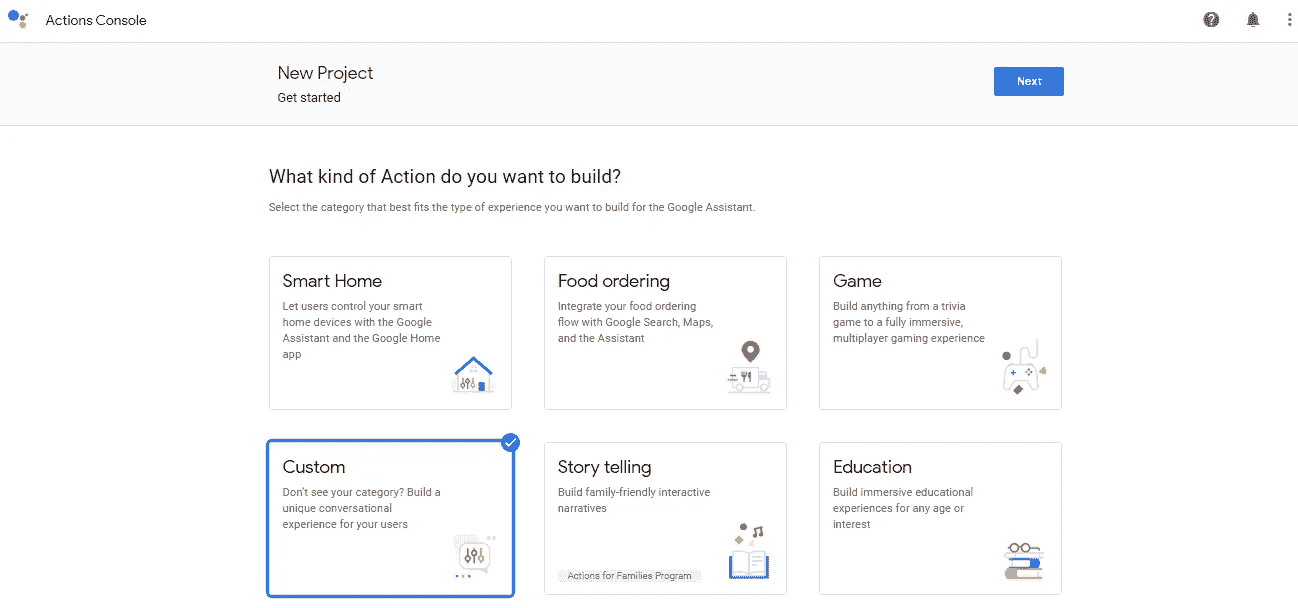 Actions Console
New Project
Next
Get started
What kind of Action do you want to build?
Select the category that best fits the type of experience you want to build for the Google Assistant.
Smart Home
Let users control your smart
home devices with the Google
Assistant and the Google Home
app
Food ordering
Integrate your food ordering
flow with Google Search, Maps,
and the Assistant
Game
Build anything from a trivia
game to a fully immersive,
multiplayer gaming experience
Custom
Don't see your category? Build a
unique conversational
experience for your users
Story telling
Build family-friendly interactive
narratives
Actions for Families Program
Education
Build immersive educational
experiences for any age or
interest